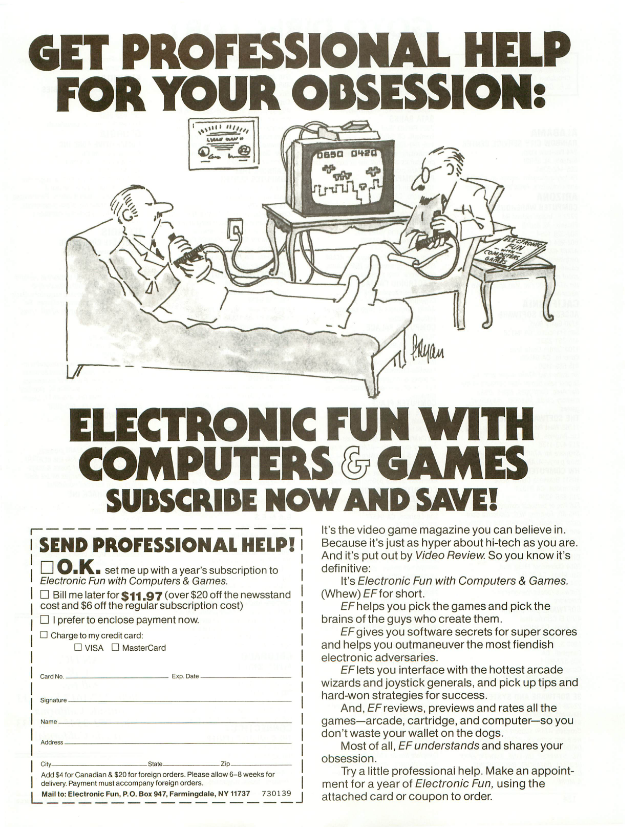 GET PROFESSIONAL HELP
FOR YOUR OBSESSION:
0650 0420
ELECTRONIC
FUN
WITH
COMPUTERS
GAMES
P. Ryan
ELECTRONIC FUN WITH
COMPUTERS & GAMES
SUBSCRIBE NOW AND SAVE!
SEND PROFESSIONAL HELP!
☐ O.K. set me up with a year's subscription to
Electronic Fun with Computers & Games.
☐ Bill me later for $11.97 (over $20 off the newsstand
cost and $6 off the regular subscription cost)
☐ I prefer to enclose payment now.
☐ Charge to my credit card:
☐ VISA ☐ MasterCard
Card No. Exp. Date
Signature
Name
Address
City State Zip
Add $4 for Canadian & $20 for foreign orders. Please allow 6–8 weeks for
delivery. Payment must accompany foreign orders.
Mail to: Electronic Fun, P.O. Box 947, Farmingdale, NY 11737 730139
It's the video game magazine you can believe in.
Because it's just as hyper about hi-tech as you are.
And it's put out by Video Review. So you know it's
definitive:
It's Electronic Fun with Computers & Games.
(Whew) EF for short.
EF helps you pick the games and pick the
brains of the guys who create them.
EF gives you software secrets for super scores
and helps you outmaneuver the most fiendish
electronic adversaries.
EF lets you interface with the hottest arcade
wizards and joystick generals, and pick up tips and
hard-won strategies for success.
And, EF reviews, previews and rates all the
games—arcade, cartridge, and computer—so you
don't waste your wallet on the dogs.
Most of all, EF understands and shares your
obsession.
Try a little professional help. Make an appoint-
ment for a year of Electronic Fun, using the
attached card or coupon to order.